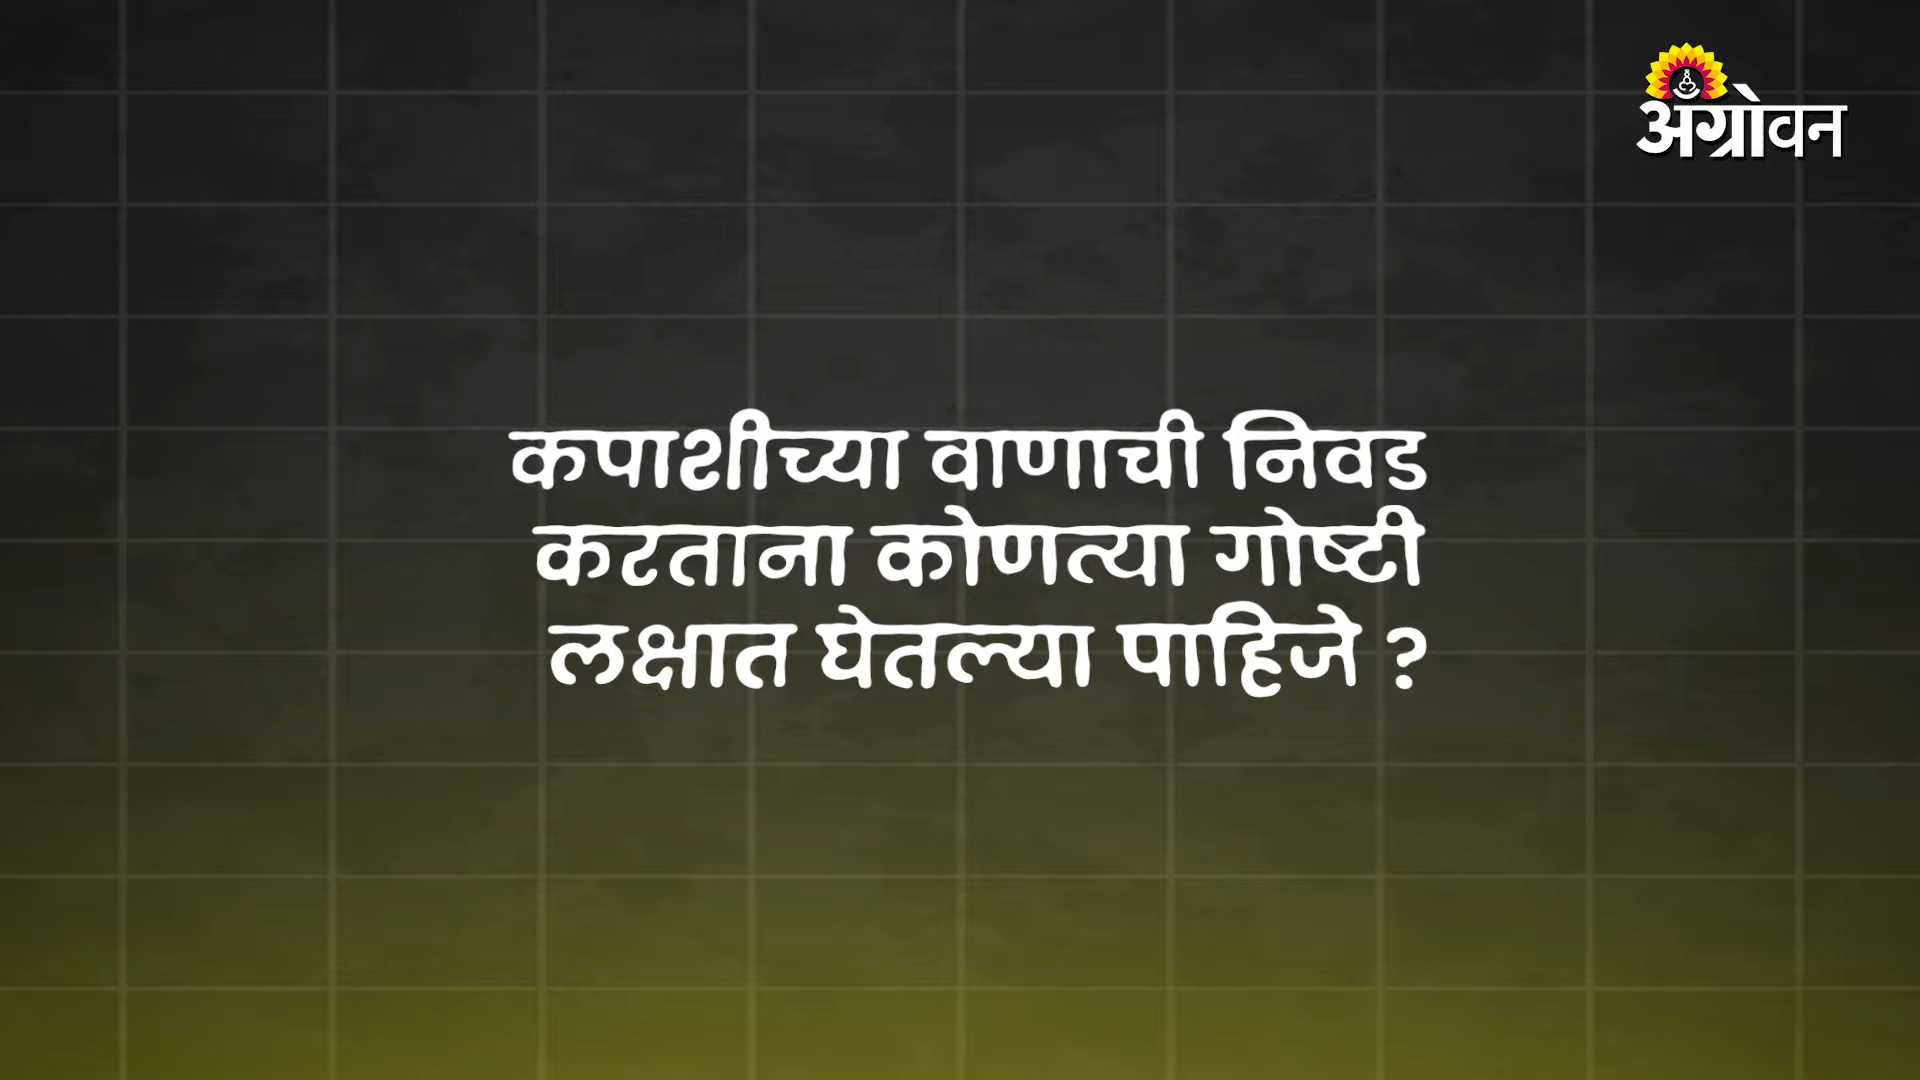 अॅग्रोवन
कपाशीच्या वाणाची निवड
करताना कोणत्या गोष्टी
लक्षात घेतल्या पाहिजे ?